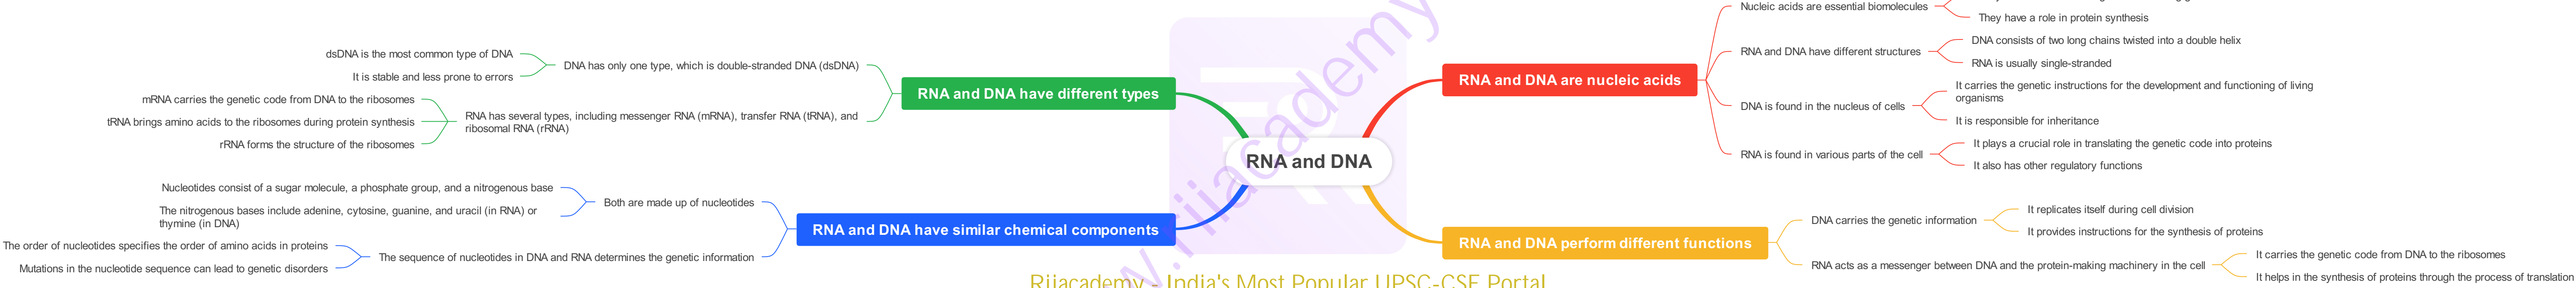 RNA and DNA
RNA and DNA are nucleic acids
Nucleic acids are essential biomolecules
They have a role in protein synthesis
RNA and DNA have different structures
DNA consists of two long chains twisted into a double helix
RNA is usually single-stranded
DNA is found in the nucleus of cells
It carries the genetic instructions for the development and functioning of living
organisms
It is responsible for inheritance
RNA is found in various parts of the cell
It plays a crucial role in translating the genetic code into proteins
It also has other regulatory functions
RNA and DNA perform different functions
DNA carries the genetic information
It replicates itself during cell division
It provides instructions for the synthesis of proteins
RNA acts as a messenger between DNA and the protein-making machinery in the cell
It carries the genetic code from DNA to the ribosomes
It helps in the synthesis of proteins through the process of translation
RNA and DNA have different types
DNA has only one type, which is double-stranded DNA (dsDNA)
dsDNA is the most common type of DNA
It is stable and less prone to errors
RNA has several types, including messenger RNA (mRNA), transfer RNA (tRNA), and
ribosomal RNA (rRNA)
mRNA carries the genetic code from DNA to the ribosomes
tRNA brings amino acids to the ribosomes during protein synthesis
rRNA forms the structure of the ribosomes
RNA and DNA have similar chemical components
Both are made up of nucleotides
Nucleotides consist of a sugar molecule, a phosphate group, and a nitrogenous base
The nitrogenous bases include adenine, cytosine, guanine, and uracil (in RNA) or
thymine (in DNA)
The sequence of nucleotides in DNA and RNA determines the genetic information
The order of nucleotides specifies the order of amino acids in proteins
Mutations in the nucleotide sequence can lead to genetic disorders
w.rijacademy
Rijacademy - India's Most Popular UPSC-CSE Portal